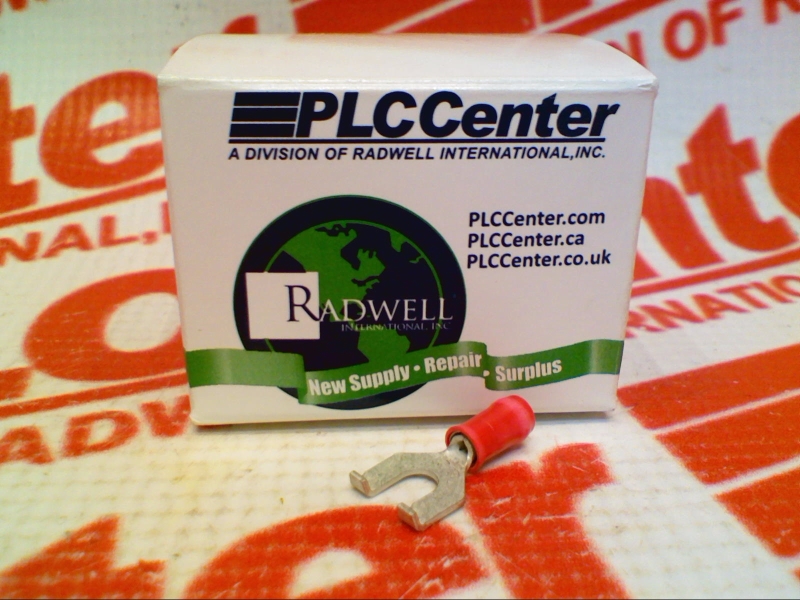 PLCCenter
A DIVISION OF RADWELL INTERNATIONAL,INC.
PLCCenter.com
PLCCenter.ca
PLCCenter.co.uk
RADWELL
INTERNATIONAL, INC
New Supply • Repair • Surplus